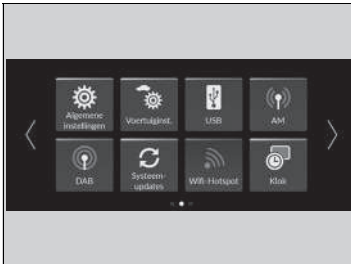 Algemene
instellingen
Voertuiginst.
USB
AM
DAB
Systeem-
updates
Wifi-Hotspot
Klok